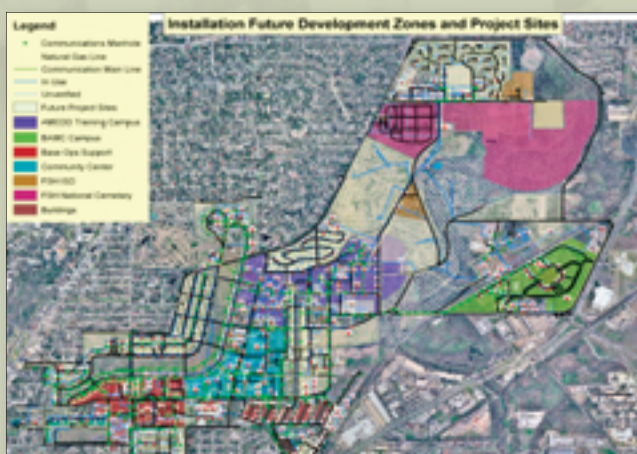 Installation Future Development Zones and Project Sites
Legend
Communications Manhole
Natural Gas Line
Communication Main Line
In Use
Unverified
Future Project Sites
AMEDD Training Campus
BAMC Campus
Base Ops Support
Community Center
FSH ISD
FSH National Cemetery
Buildings